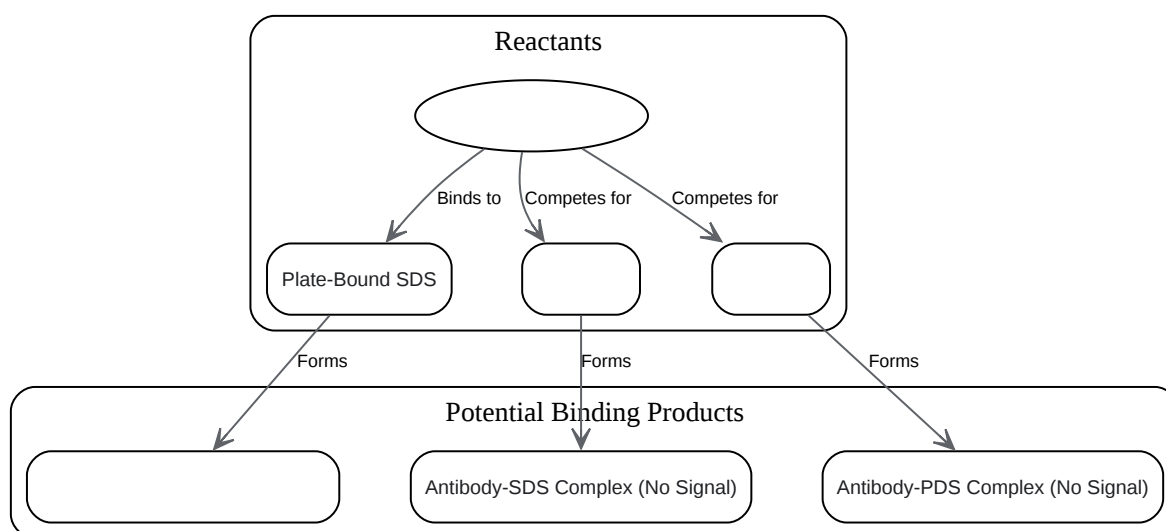 Reactants
Binds to
Competes for
Competes for
Plate-Bound SDS
Forms
Forms
Forms
Potential Binding Products
Antibody-SDS Complex (No Signal)
Antibody-PDS Complex (No Signal)